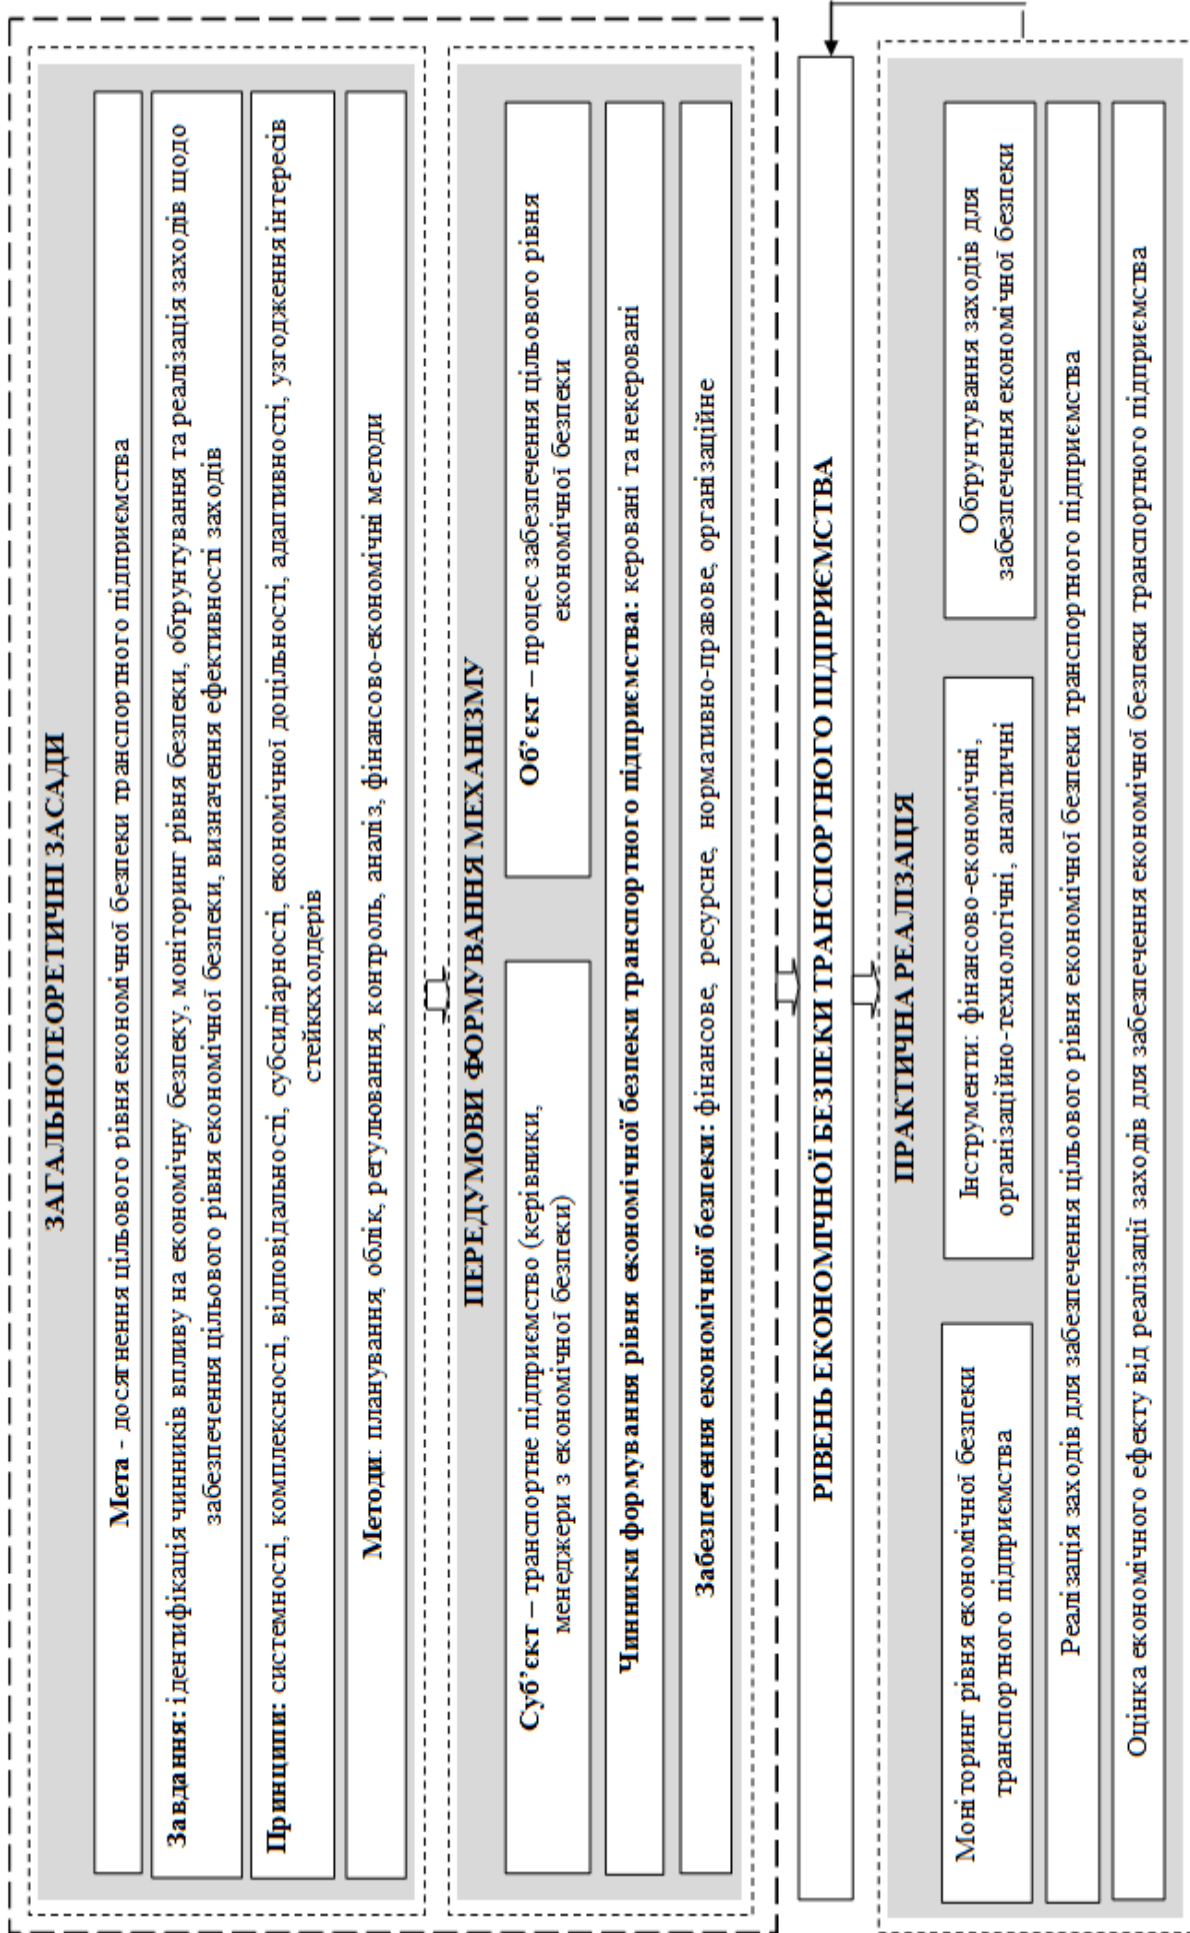 ЗАГАЛЬНОТЕОРЕТИЧНІ ЗАСАДИ
Мета - досягнення цільового рівня економічної безпеки транспортного підприємства
Завдання: ідентифікація чинників впливу на економічну безпеку, моніторинг рівня безпеки, обґрунтування та реалізація заходів щодо
забезпечення цільового рівня економічної безпеки, визначення ефективності заходів
Принципи: системності, комплексності, відповідальності, субсидіарності, економічної доцільності, адаптивності, узгодження інтересів
стейкхолдерів
Методи: планування, облік, регулювання, контроль, аналіз, фінансово-економічні методи
ПЕРЕДУМОВИ ФОРМУВАННЯ МЕХАНІЗМУ
Суб’єкт – транспортне підприємство (керівники,
менеджери з економічної безпеки)
Об’єкт – процес забезпечення цільового рівня
економічної безпеки
Чинники формування рівня економічної безпеки транспортного підприємства: керовані та некеровані
Забезпечення економічної безпеки: фінансове, ресурсне, нормативно-правове, організаційне
РІВЕНЬ ЕКОНОМІЧНОЇ БЕЗПЕКИ ТРАНСПОРТНОГО ПІДПРИЄМСТВА
ПРАКТИЧНА РЕАЛІЗАЦІЯ
Моніторинг рівня економічної безпеки
транспортного підприємства
Інструменти: фінансово-економічні,
організаційно-технологічні, аналітичні
Обґрунтування заходів для
забезпечення економічної безпеки
Реалізація заходів для забезпечення цільового рівня економічної безпеки транспортного підприємства
Оцінка економічного ефекту від реалізації заходів для забезпечення економічної безпеки транспортного підприємства